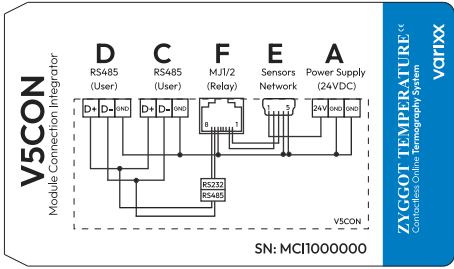 V5CON
Module Connection Integrator
D C F E A
RS485 RS485 MJ1/2 Sensors Power Supply
(User) (User) (Relay) Network (24VDC)
D+ D- GND D+ D- GND 8 1 1 5 24V GND GND
RS232
RS485
V5CON
SN: MCI1000000
ZYGGOT TEMPERATURE CE
Contactless Online Termography System
varixx